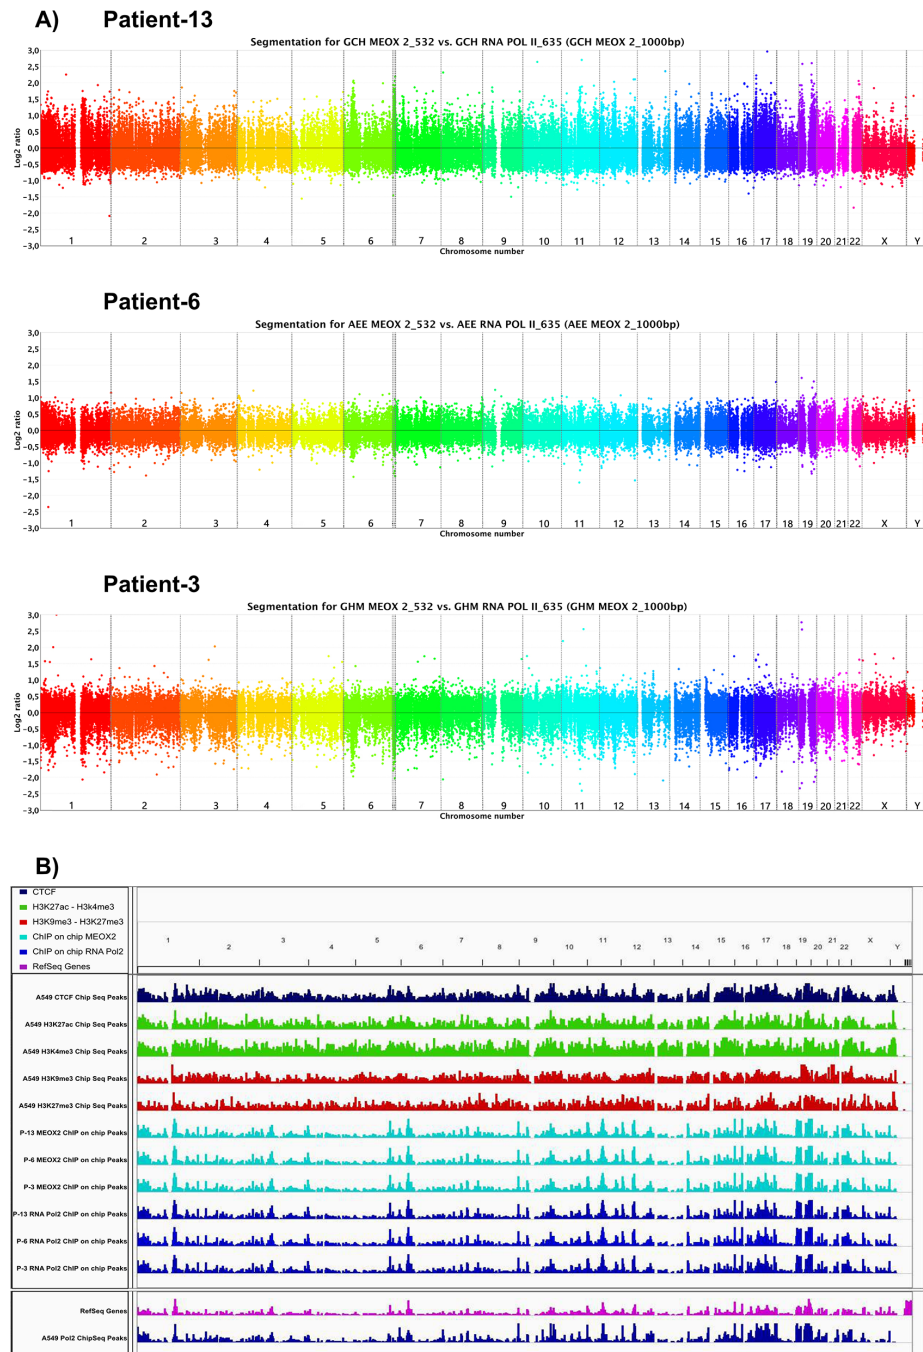 A) Patient-13
Segmentation for GCH MEOX 2_532 vs. GCH RNA POL II_635 (GCH MEOX 2_1000bp)
3,0
2,5
2,0
1,5
1,0
0,5
0,0
−0,5
−1,0
−1,5
−2,0
−2,5
−3,0
Log2 ratio
1 2 3 4 5 6 7 8 9 10 11 12 13 14 15 16 17 18 19 20 21 22 X Y
Chromosome number
Patient-6
Segmentation for AEE MEOX 2_532 vs. AEE RNA POL II_635 (AEE MEOX 2_1000bp)
3,0
2,5
2,0
1,5
1,0
0,5
0,0
−0,5
−1,0
−1,5
−2,0
−2,5
−3,0
Log2 ratio
1 2 3 4 5 6 7 8 9 10 11 12 13 14 15 16 17 18 19 20 21 22 X Y
Chromosome number
Patient-3
Segmentation for GHM MEOX 2_532 vs. GHM RNA POL II_635 (GHM MEOX 2_1000bp)
3,0
2,5
2,0
1,5
1,0
0,5
0,0
−0,5
−1,0
−1,5
−2,0
−2,5
−3,0
Log2 ratio
1 2 3 4 5 6 7 8 9 10 11 12 13 14 15 16 17 18 19 20 21 22 X Y
Chromosome number
B)
CTCF
H3K27ac - H3k4me3
H3K9me3 - H3K27me3
ChIP on chip MEOX2
ChIP on chip RNA Pol2
RefSeq Genes
1 2 3 4 5 6 7 8 9 10 11 12 13 14 15 16 17 18 19 20 21 22 X Y
A549 CTCF Chip Seq Peaks
A549 H3K27ac Chip Seq Peaks
A549 H3K4me3 Chip Seq Peaks
A549 H3K9me3 Chip Seq Peaks
A549 H3K27me3 Chip Seq Peaks
P-13 MEOX2 ChIP on chip Peaks
P-6 MEOX2 ChIP on chip Peaks
P-3 MEOX2 ChIP on chip Peaks
P-13 RNA Pol2 ChIP on chip Peaks
P-6 RNA Pol2 ChIP on chip Peaks
P-3 RNA Pol2 ChIP on chip Peaks
RefSeq Genes
A549 Pol2 ChipSeq Peaks